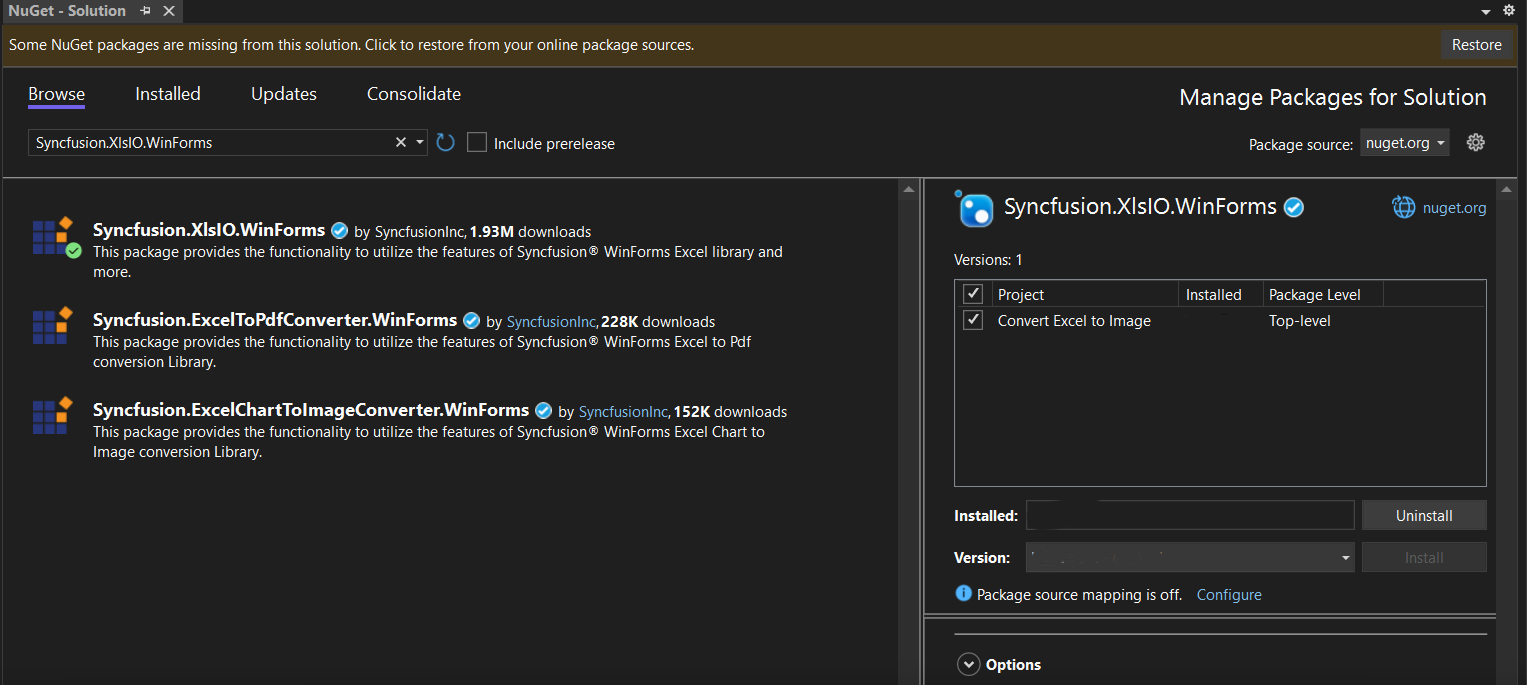 NuGet - Solution
Some NuGet packages are missing from this solution. Click to restore from your online package sources.
Restore
Browse
Installed
Updates
Consolidate
Manage Packages for Solution
Syncfusion.XlsIO.WinForms
Include prerelease
Package source: nuget.org
Syncfusion.XlsIO.WinForms by SyncfusionInc, 1.93M downloads
This package provides the functionality to utilize the features of Syncfusion® WinForms Excel library and
more.
Syncfusion.ExcelToPdfConverter.WinForms by SyncfusionInc, 228K downloads
This package provides the functionality to utilize the features of Syncfusion® WinForms Excel to Pdf
conversion Library.
Syncfusion.ExcelChartToImageConverter.WinForms by SyncfusionInc, 152K downloads
This package provides the functionality to utilize the features of Syncfusion® WinForms Excel Chart to
Image conversion Library.
Syncfusion.XlsIO.WinForms
nuget.org
Versions: 1
Project Installed Package Level
Convert Excel to Image Top-level
Installed:
Uninstall
Version:
Install
Package source mapping is off. Configure
Options